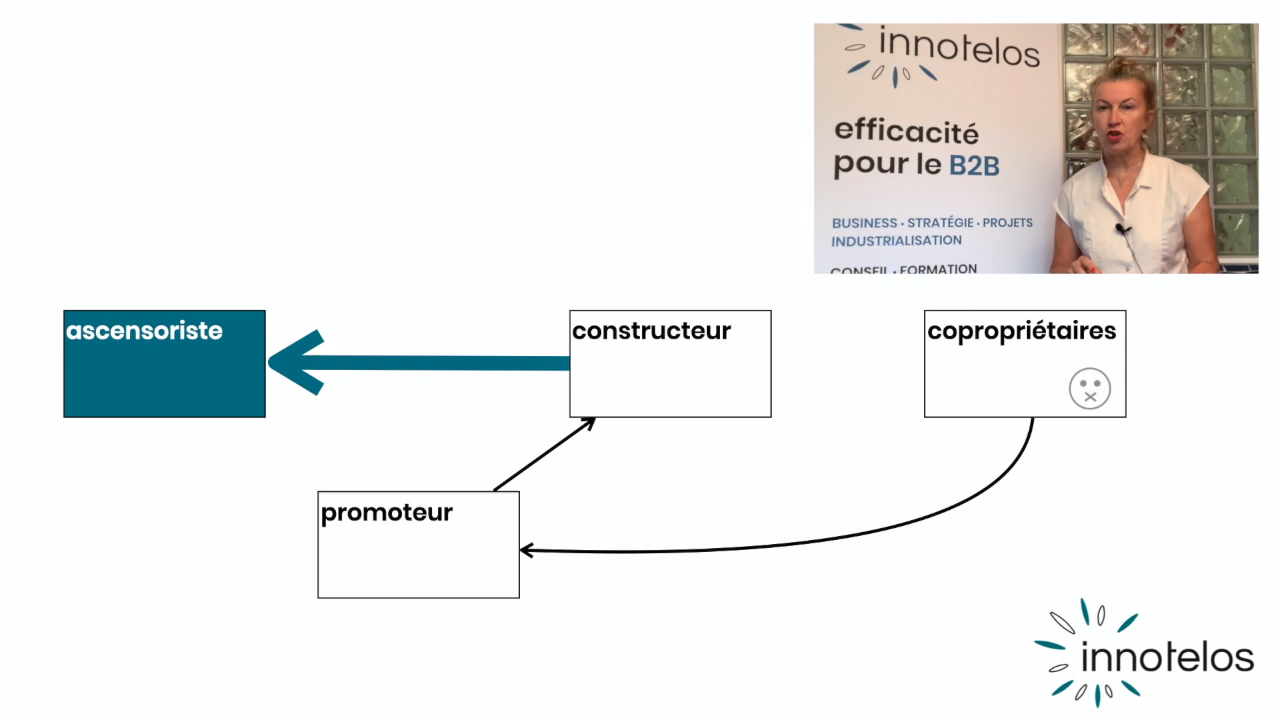 innotelos
efficacité
pour le B2B
BUSINESS • STRATÉGIE • PROJETS
INDUSTRIALISATION
CONSEIL • FORMATION
ascensoriste
constructeur
copropriétaires
promoteur
innotelos